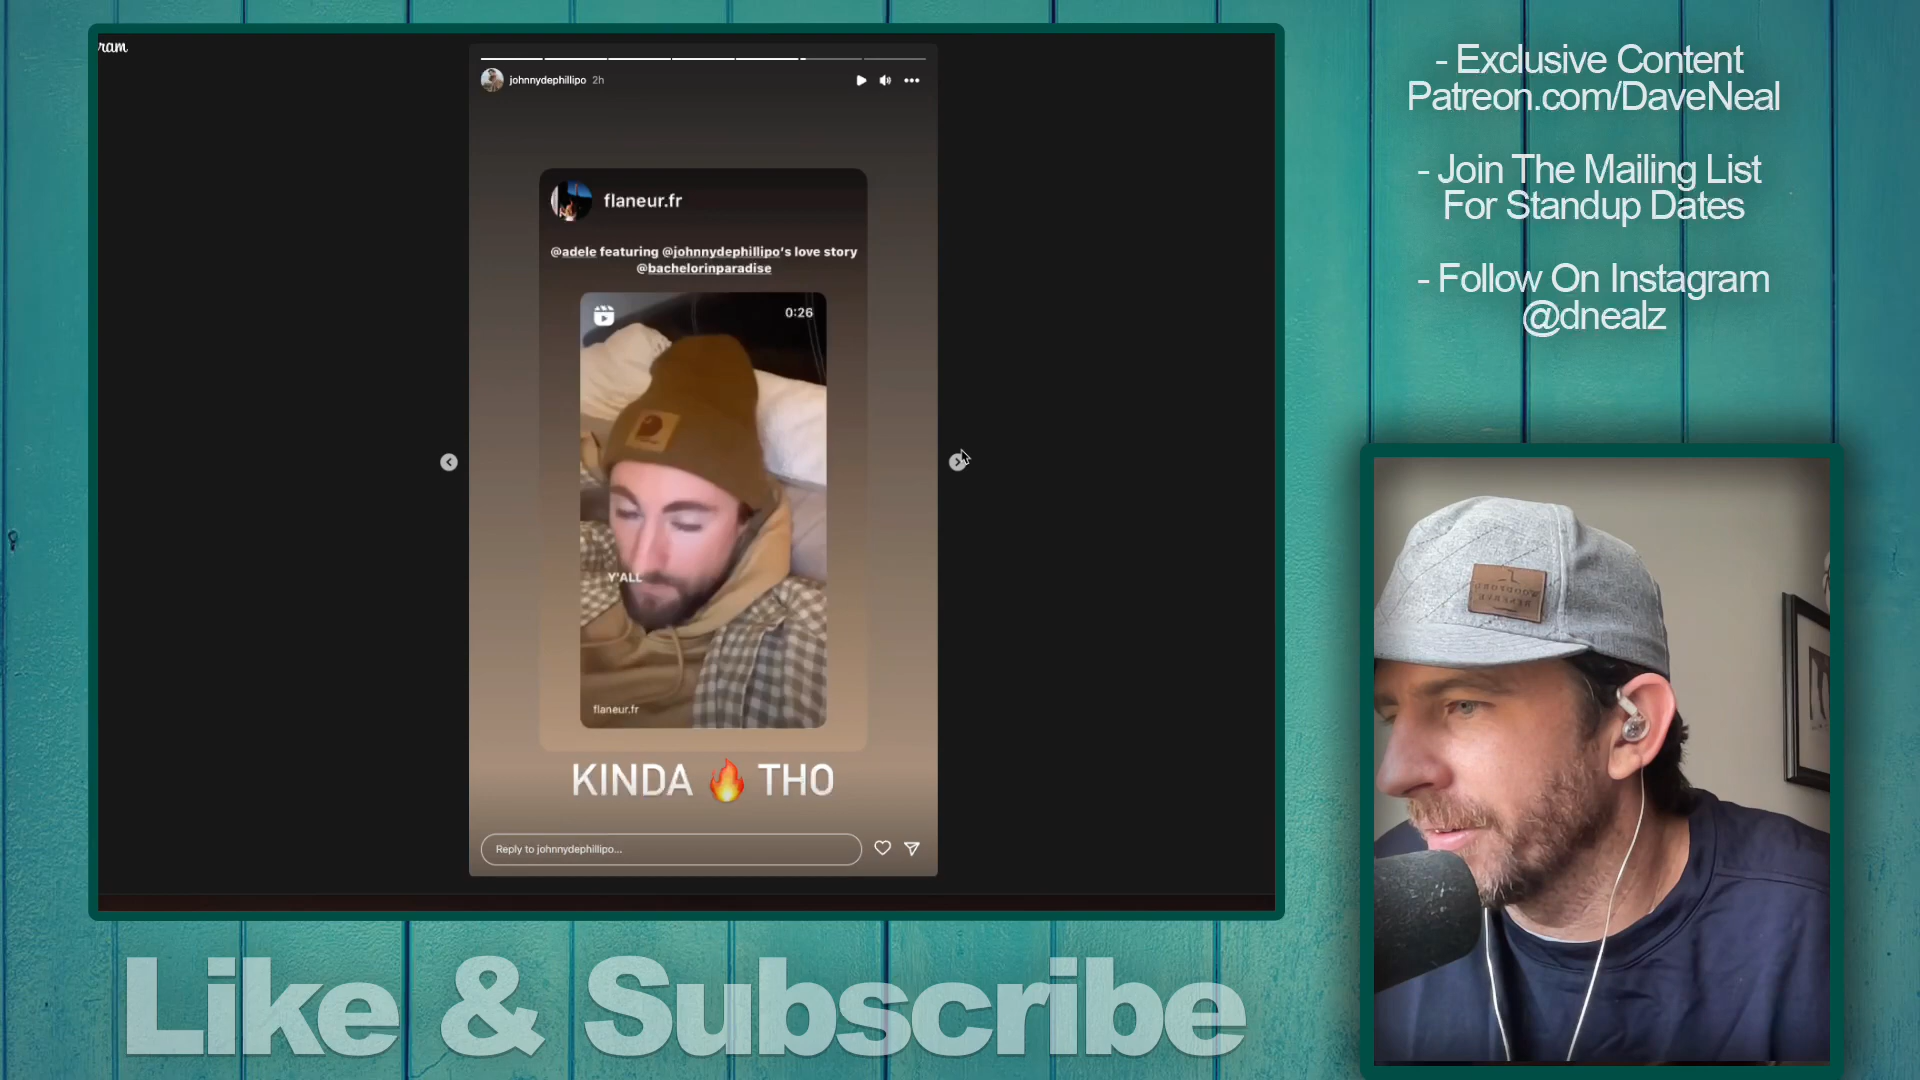 ram
johnnydephillipo 2h
flaneur.fr
@adele featuring @johnnydephillipo's love story
@bachelorinparadise
0:26
Y'ALL
flaneur.fr
KINDA 🔥 THO
Reply to johnnydephillipo...
- Exclusive Content
Patreon.com/DaveNeal
- Join The Mailing List
For Standup Dates
- Follow On Instagram
@dnealz
WOODFORD
RESERVE
Like & Subscribe